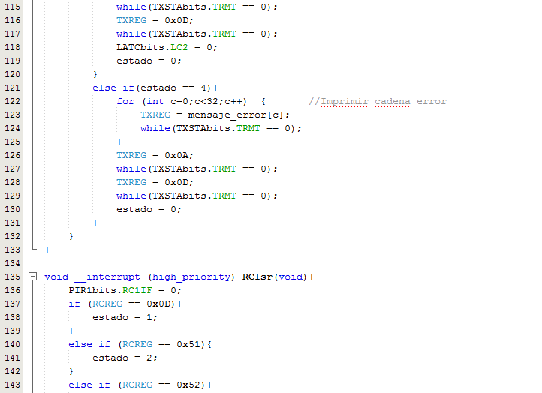 115 while(TXSTAbits.TRMT == 0);
116 TXREG = 0x0D;
117 while(TXSTAbits.TRMT == 0);
118 LATCbits.LC2 = 0;
119 estado = 0;
120 }
121 else if(estado == 4){
122 for (int c=0;c<32;c++) { //Imprimir cadena error
123 TXREG = mensaje_error[c];
124 while(TXSTAbits.TRMT == 0);
125 }
126 TXREG = 0x0A;
127 while(TXSTAbits.TRMT == 0);
128 TXREG = 0x0D;
129 while(TXSTAbits.TRMT == 0);
130 estado = 0;
131 }
132 }
133 }
134
135 void __interrupt (high_priority) RCIsr(void){
136 PIR1bits.RC1IF = 0;
137 if (RCREG == 0x0D){
138 estado = 1;
139 }
140 else if (RCREG == 0x51){
141 estado = 2;
142 }
143 else if (RCREG == 0x52){